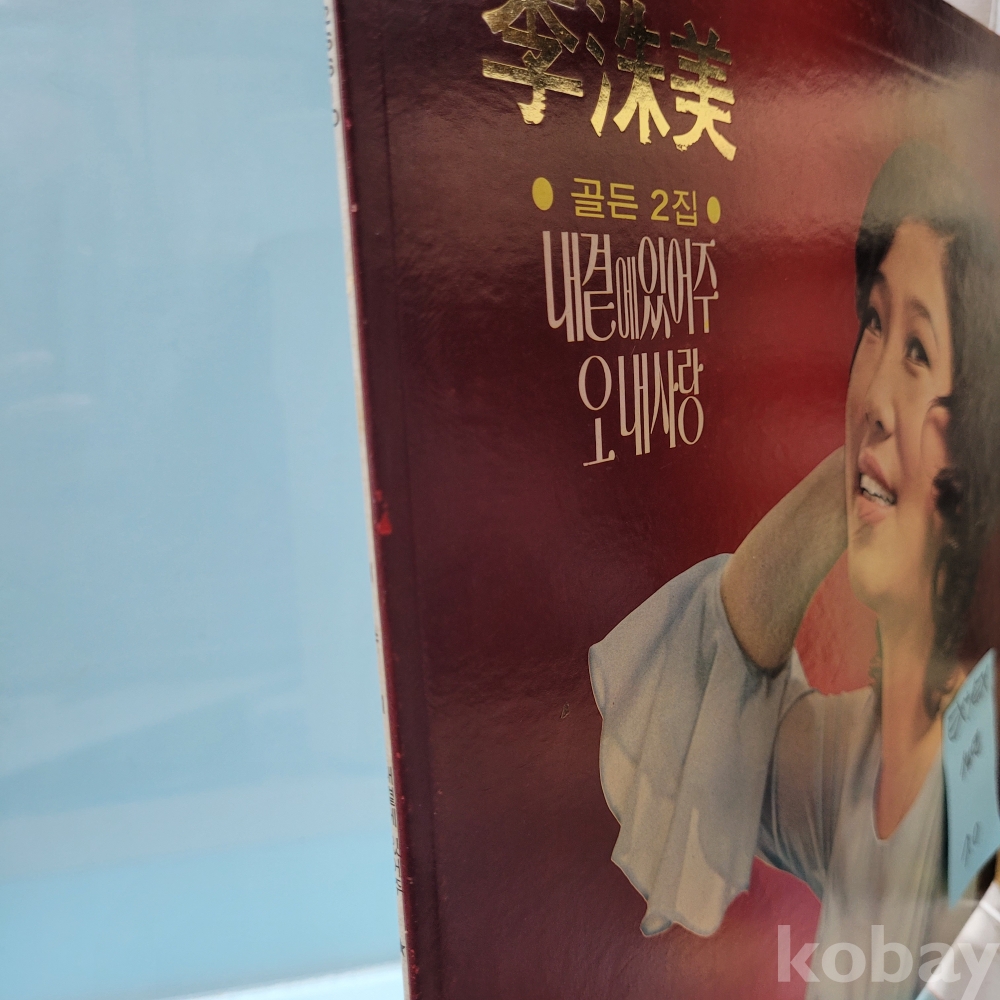 李洙美
● 골든 2집 ●
내곁에있어주
오 내사랑
kobay